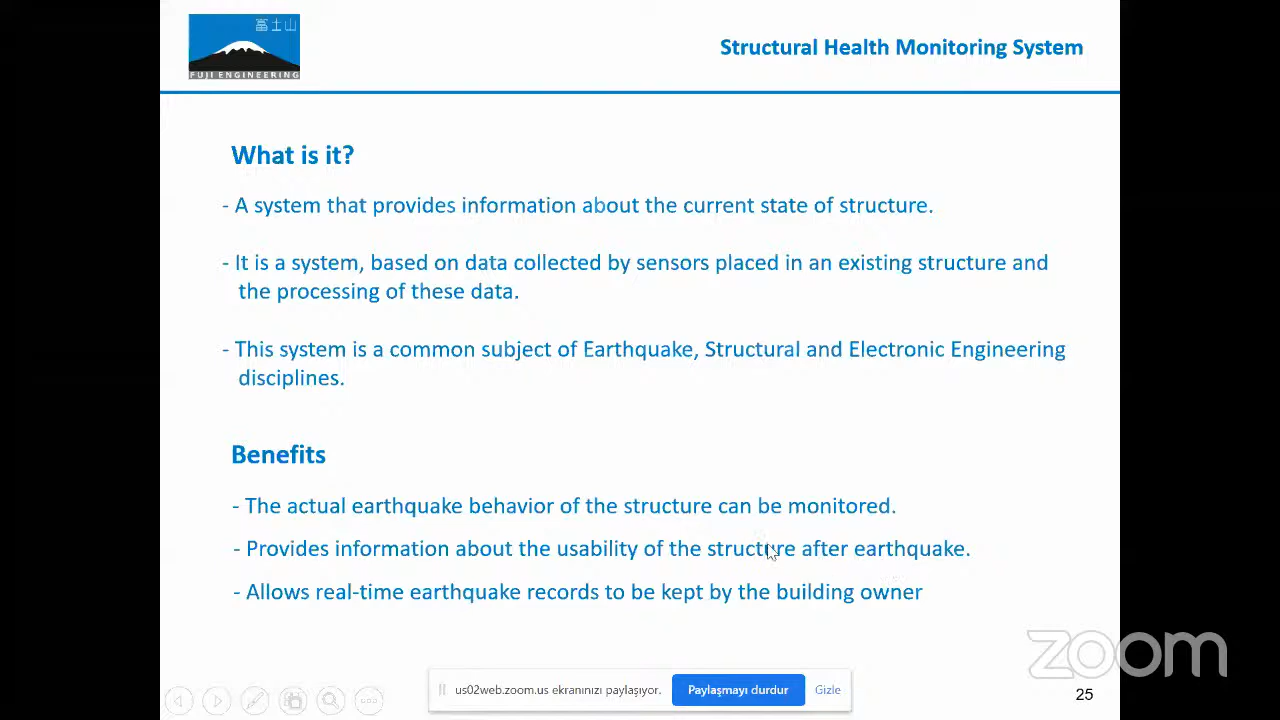 富士山
FUJI ENGINEERING
Structural Health Monitoring System
What is it?
- A system that provides information about the current state of structure.
- It is a system, based on data collected by sensors placed in an existing structure and
the processing of these data.
- This system is a common subject of Earthquake, Structural and Electronic Engineering
disciplines.
Benefits
- The actual earthquake behavior of the structure can be monitored.
- Provides information about the usability of the structure after earthquake.
- Allows real-time earthquake records to be kept by the building owner
zoom
us02web.zoom.us ekranınızı paylaşıyor.
Paylaşmayı durdur
Gizle
25